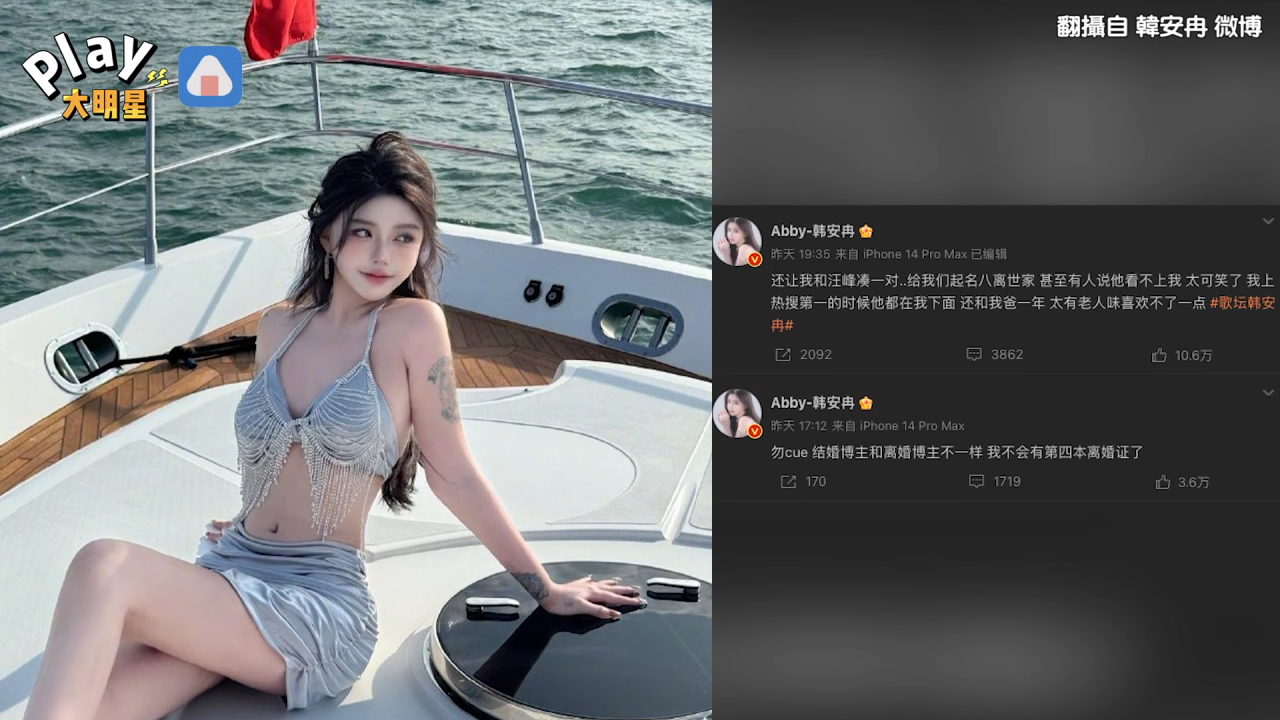 Play
大明星
翻攝自 韓安冉 微博
Abby-韩安冉
昨天 19:35 来自 iPhone 14 Pro Max 已编辑
还让我和汪峰凑一对..给我们起名八离世家 甚至有人说他看不上我 太可笑了 我上
热搜第一的时候他都在我下面 还和我爸一年 太有老人味喜欢不了一点 #歌坛韩安
冉#
2092
3862
10.6万
Abby-韩安冉
昨天 17:12 来自 iPhone 14 Pro Max
勿cue 结婚博主和离婚博主不一样 我不会有第四本离婚证了
170
1719
3.6万